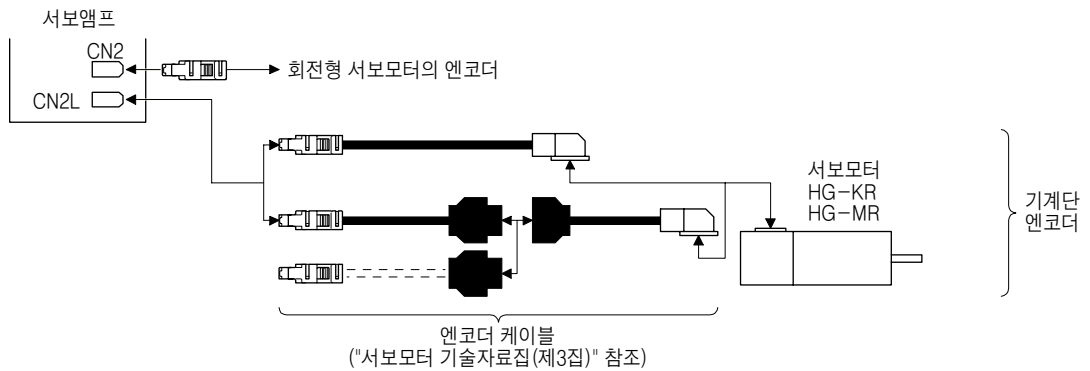 서보앰프
CN2
회전형 서보모터의 엔코더
CN2L
서보모터
HG-KR
HG-MR
기계단
엔코더
엔코더 케이블
("서보모터 기술자료집(제3집)" 참조)